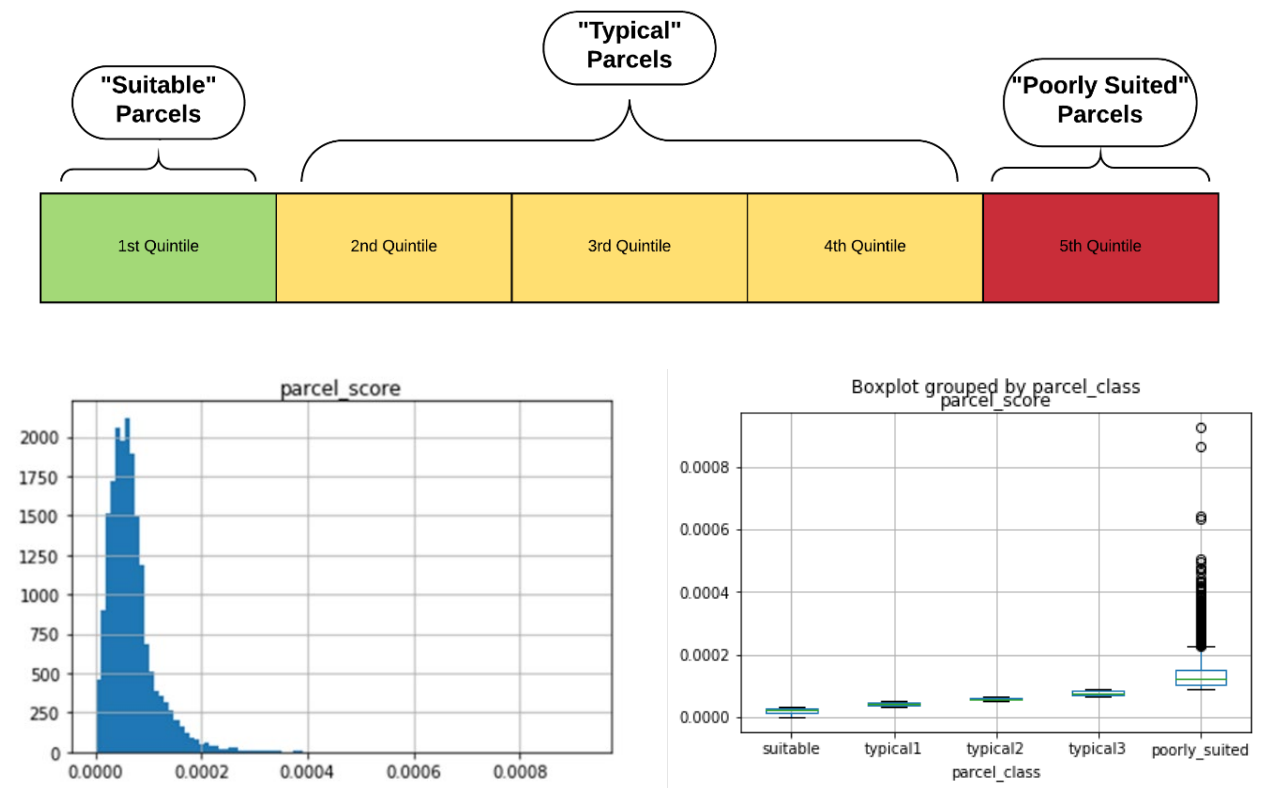 "Typical"
Parcels
"Suitable"
Parcels
"Poorly Suited"
Parcels
1st Quintile
2nd Quintile
3rd Quintile
4th Quintile
5th Quintile
parcel_score
2000
1750
1500
1250
1000
750
500
250
0
0.0000 0.0002 0.0004 0.0006 0.0008
Boxplot grouped by parcel_class
parcel_score
0.0008
0.0006
0.0004
0.0002
0.0000
suitable typical1 typical2 typical3 poorly_suited
parcel_class